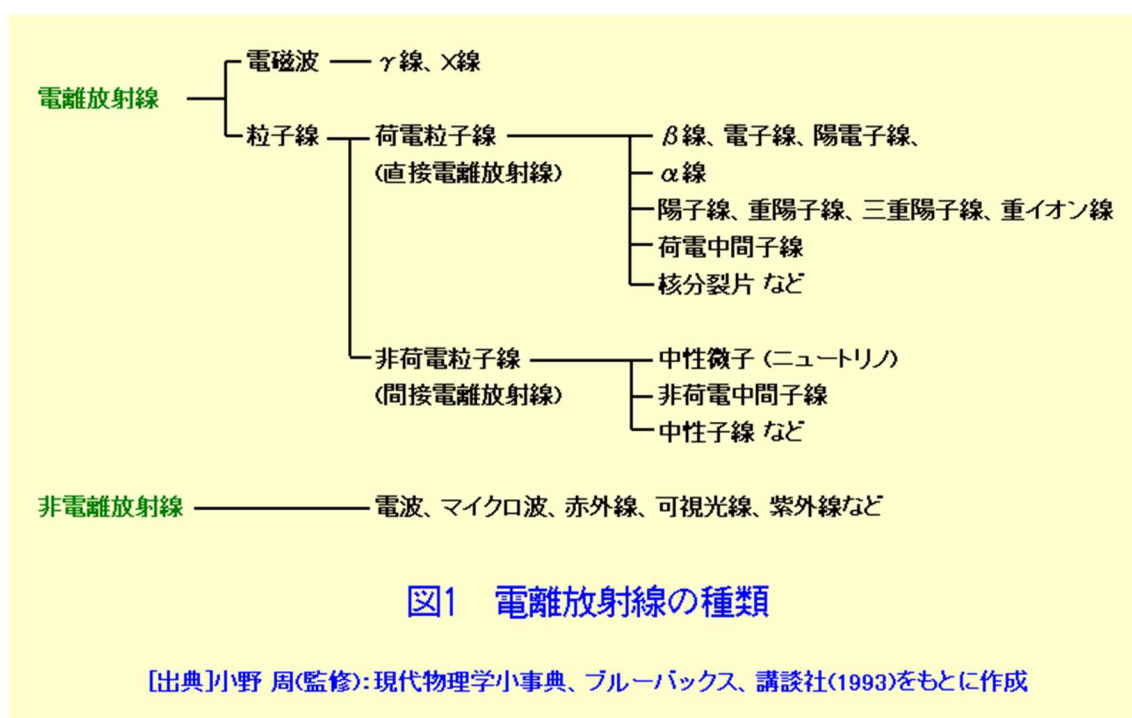 電磁波 γ線、X線
電離放射線
粒子線 荷電粒子線 β線、電子線、陽電子線、
(直接電離放射線) α線
陽子線、重陽子線、三重陽子線、重イオン線
荷電中間子線
核分裂片 など
非荷電粒子線 中性微子 (ニュートリノ)
(間接電離放射線) 非荷電中間子線
中性子線 など
非電離放射線 電波、マイクロ波、赤外線、可視光線、紫外線など
図1 電離放射線の種類
[出典]小野 周(監修):現代物理学小事典、ブルーバックス、講談社(1993)をもとに作成